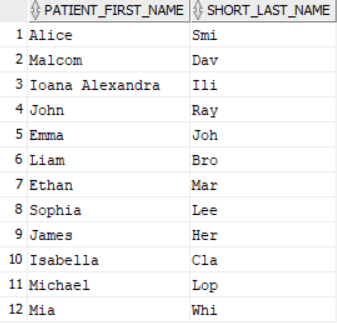 PATIENT_FIRST_NAME SHORT_LAST_NAME
1 Alice Smi
2 Malcom Dav
3 Ioana Alexandra Ili
4 John Ray
5 Emma Joh
6 Liam Bro
7 Ethan Mar
8 Sophia Lee
9 James Her
10 Isabella Cla
11 Michael Lop
12 Mia Whi